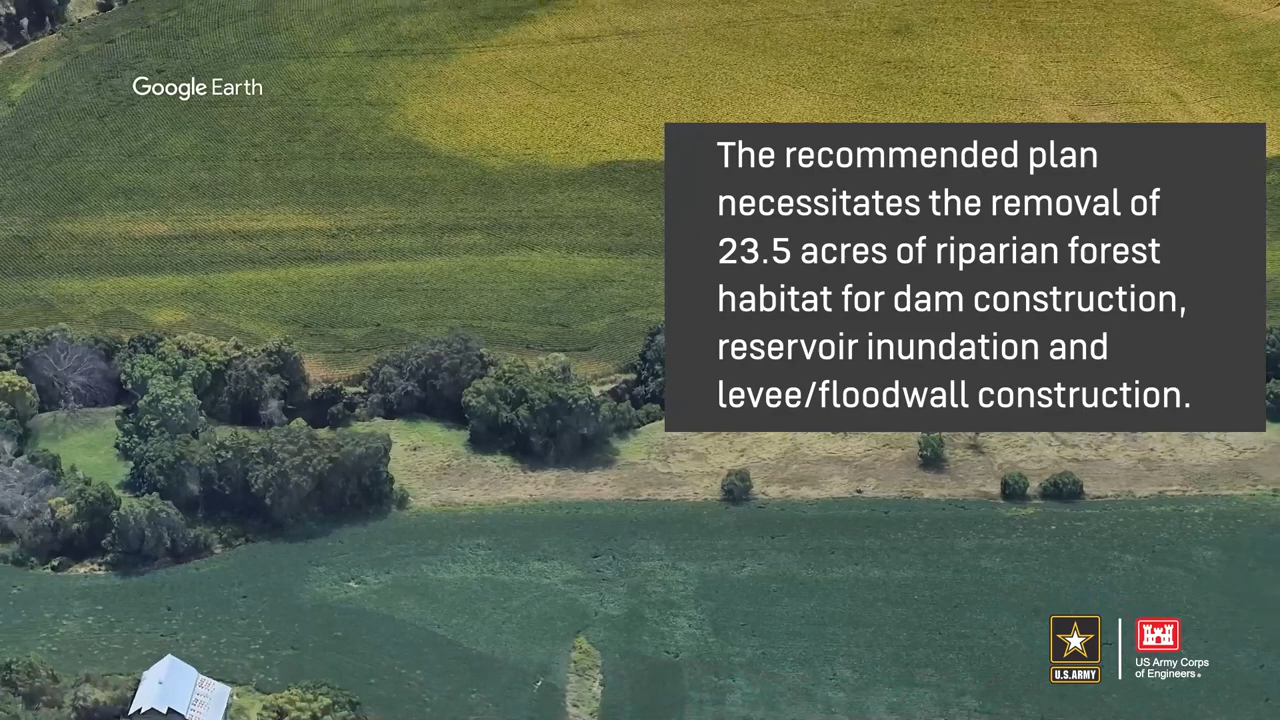 Google Earth
The recommended plan
necessitates the removal of
23.5 acres of riparian forest
habitat for dam construction,
reservoir inundation and
levee/floodwall construction.
U.S.ARMY
US Army Corps
of Engineers®